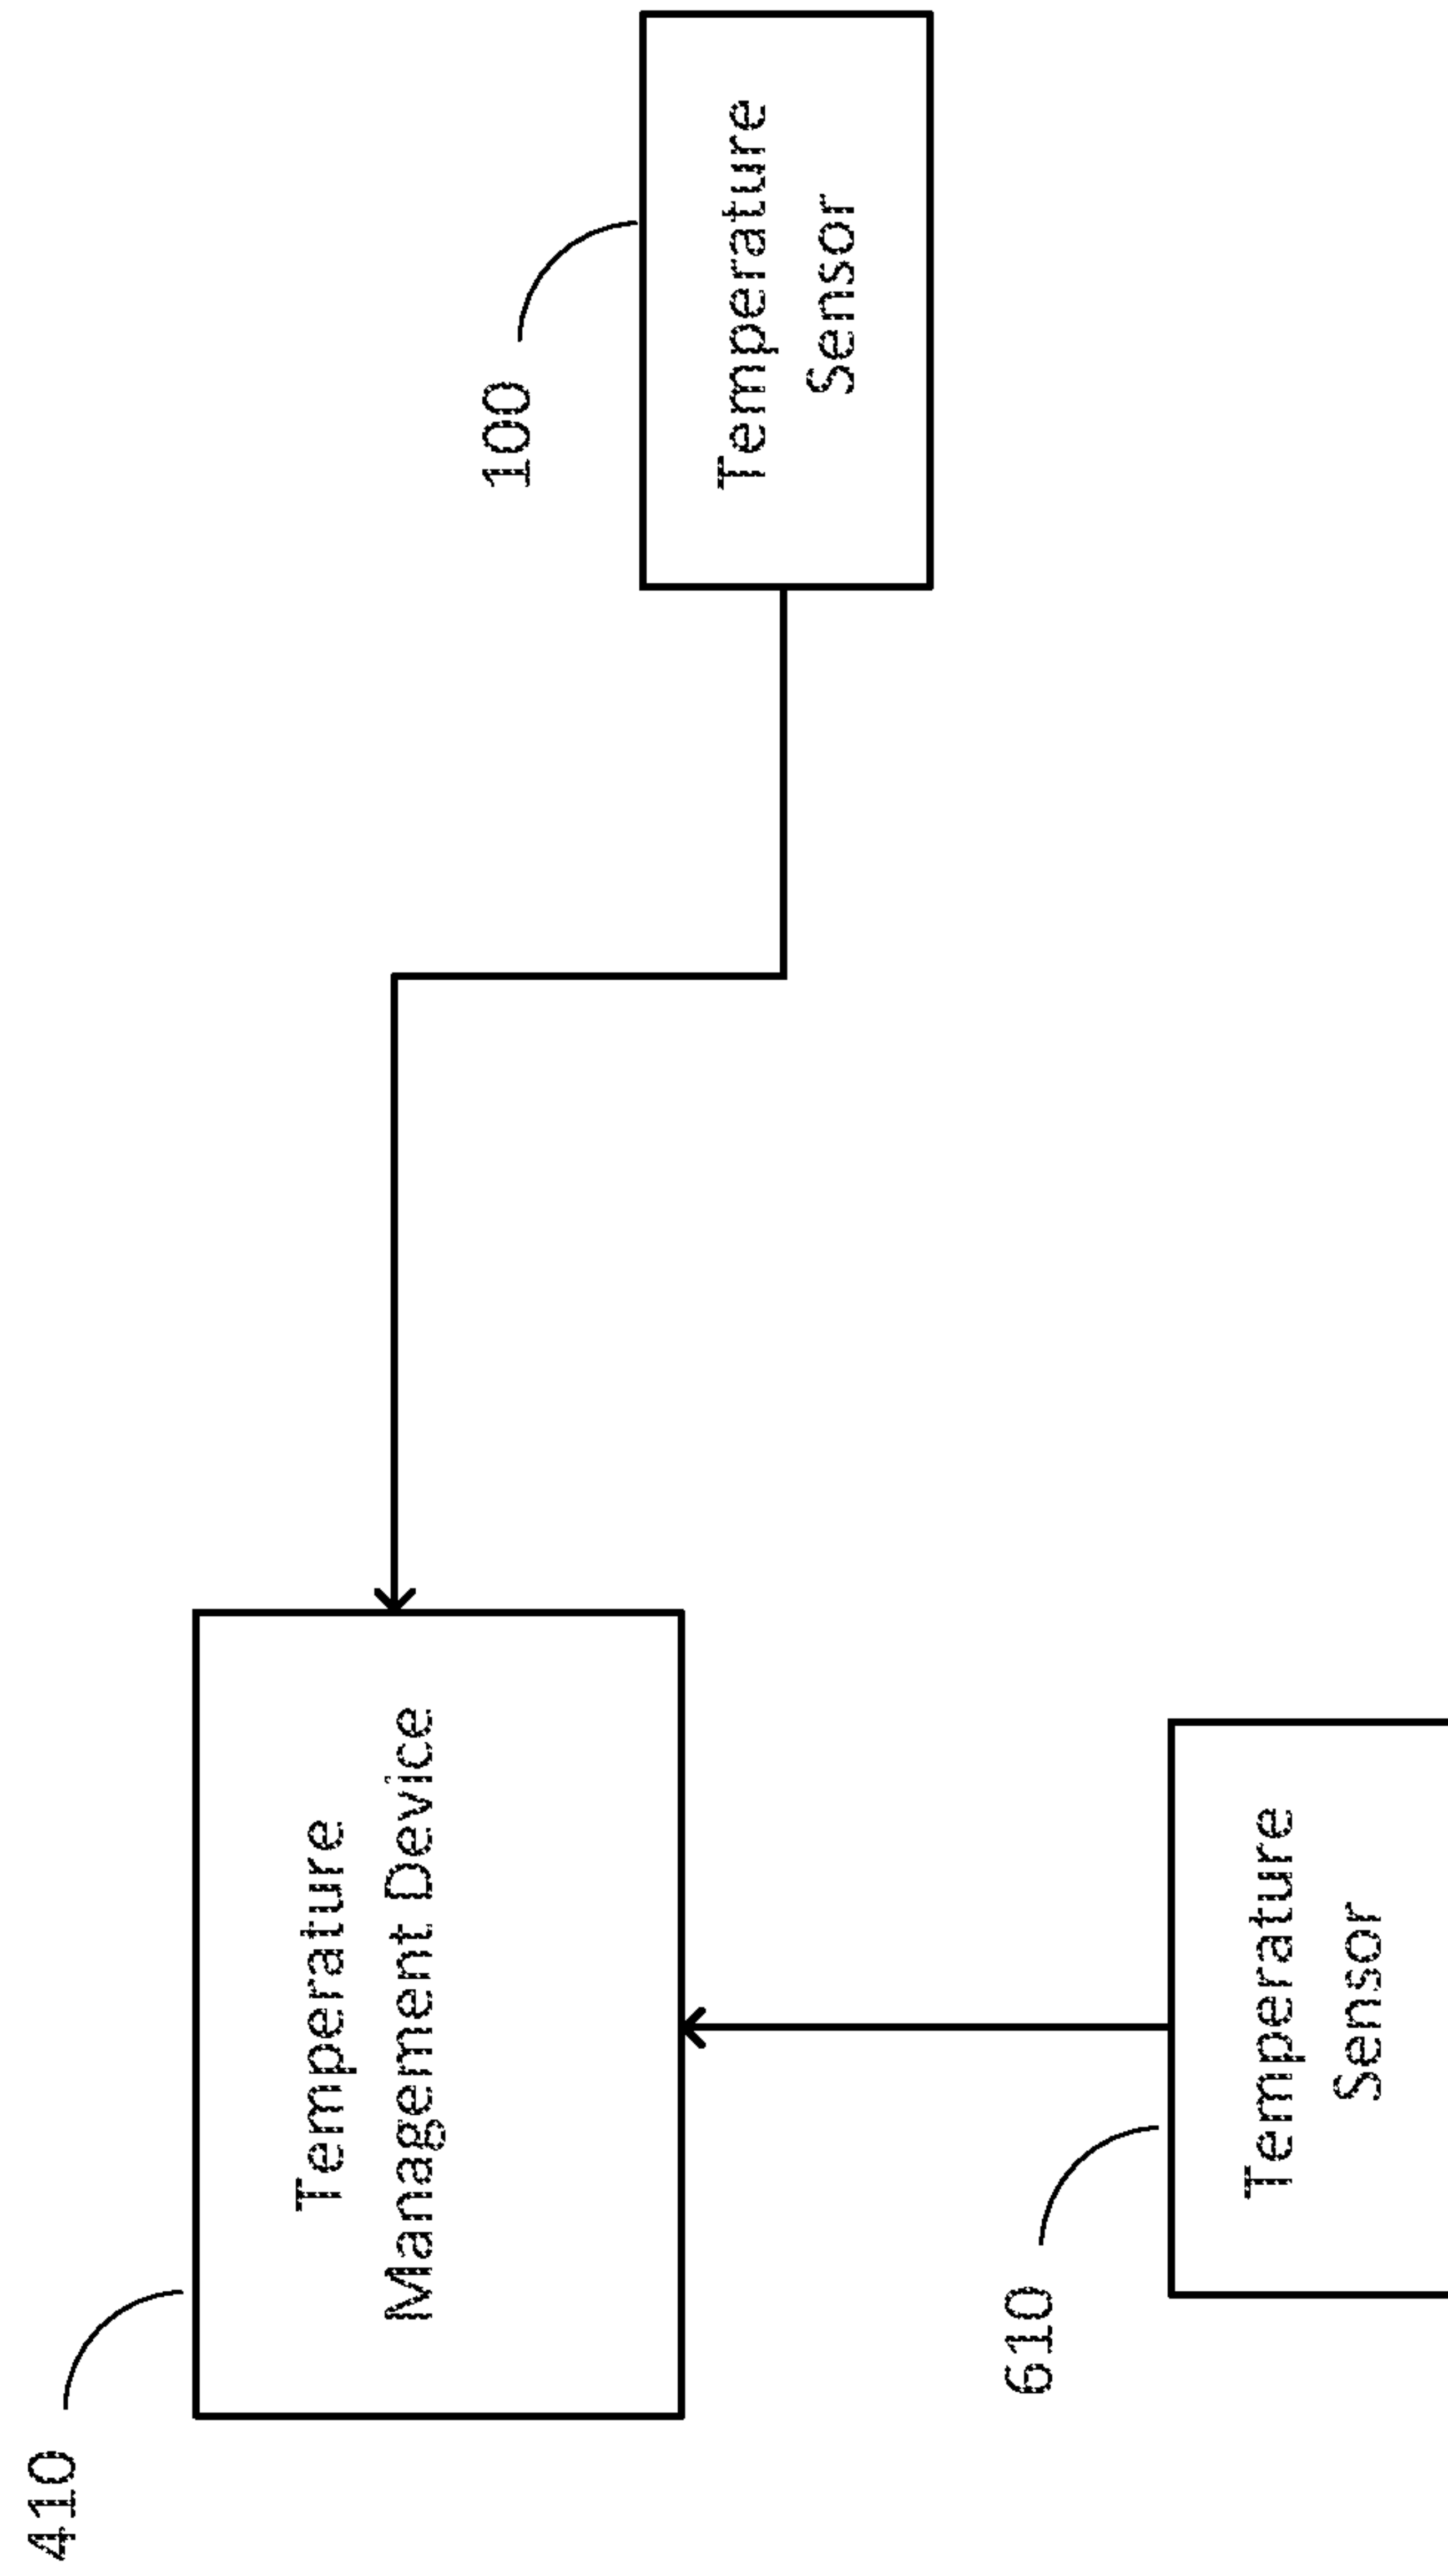 410
Temperature
Management Device
100
Temperature
Sensor
610
Temperature
Sensor